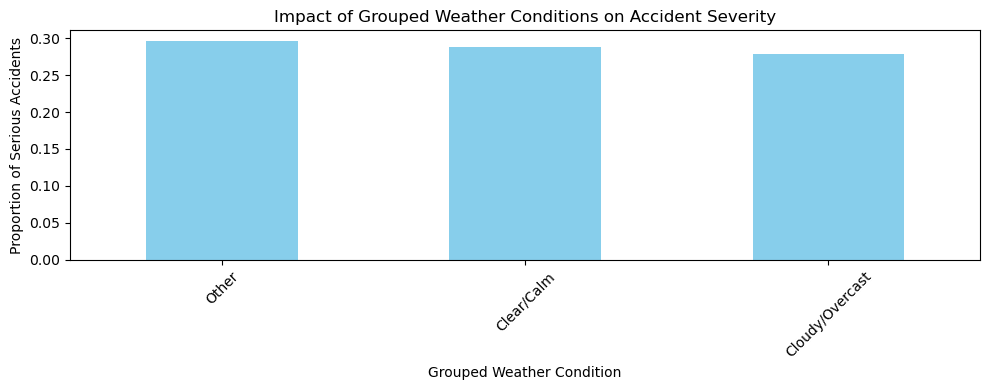 Impact of Grouped Weather Conditions on Accident Severity
Proportion of Serious Accidents
0.30
0.25
0.20
0.15
0.10
0.05
0.00
Other
Clear/Calm
Cloudy/Overcast
Grouped Weather Condition